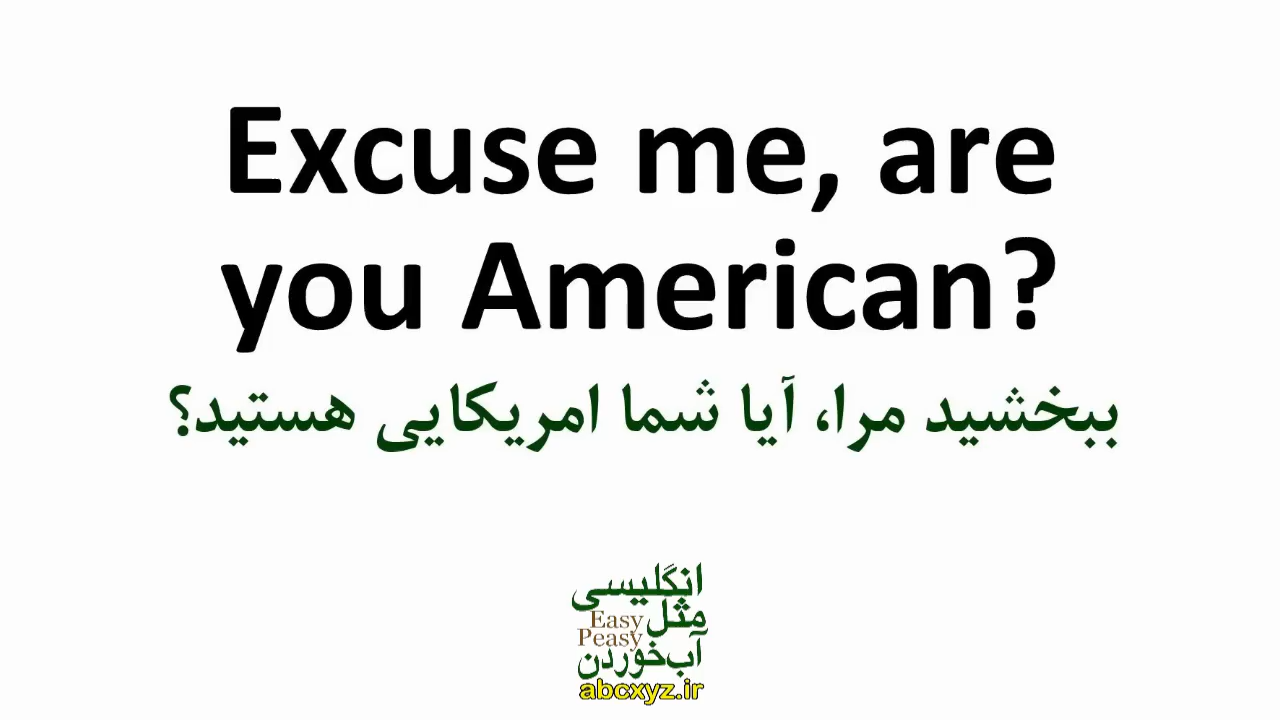 Excuse me, are
you American?
ببخشید مرا، آیا شما امریکایی هستید؟
انگلیسی
مثل
Easy
Peasy
آب‌خوردن
abcxyz.ir